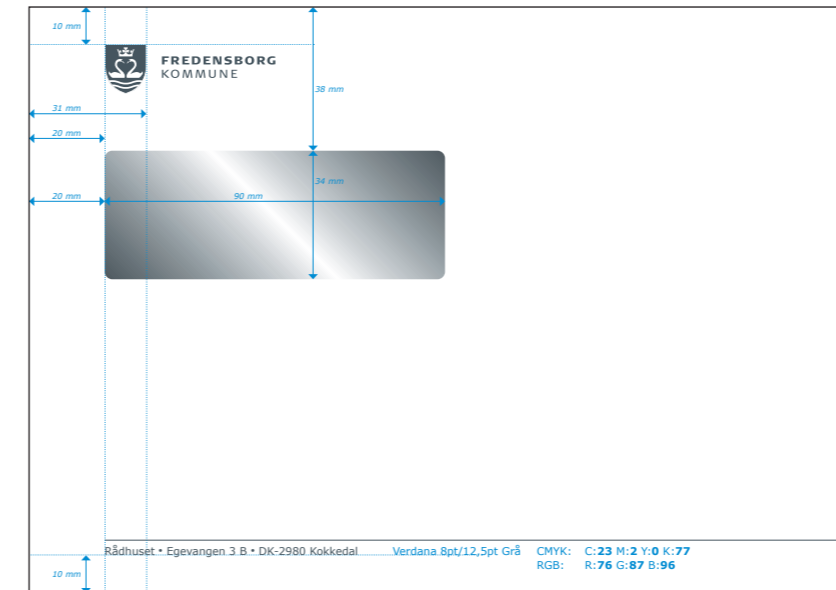 10 mm
FREDENSBORG
KOMMUNE
38 mm
31 mm
20 mm
34 mm
20 mm
90 mm
Rådhuset • Egevangen 3 B • DK-2980 Kokkedal Verdana 8pt/12,5pt Grå CMYK: C:23 M:2 Y:0 K:77
RGB: R:76 G:87 B:96
10 mm